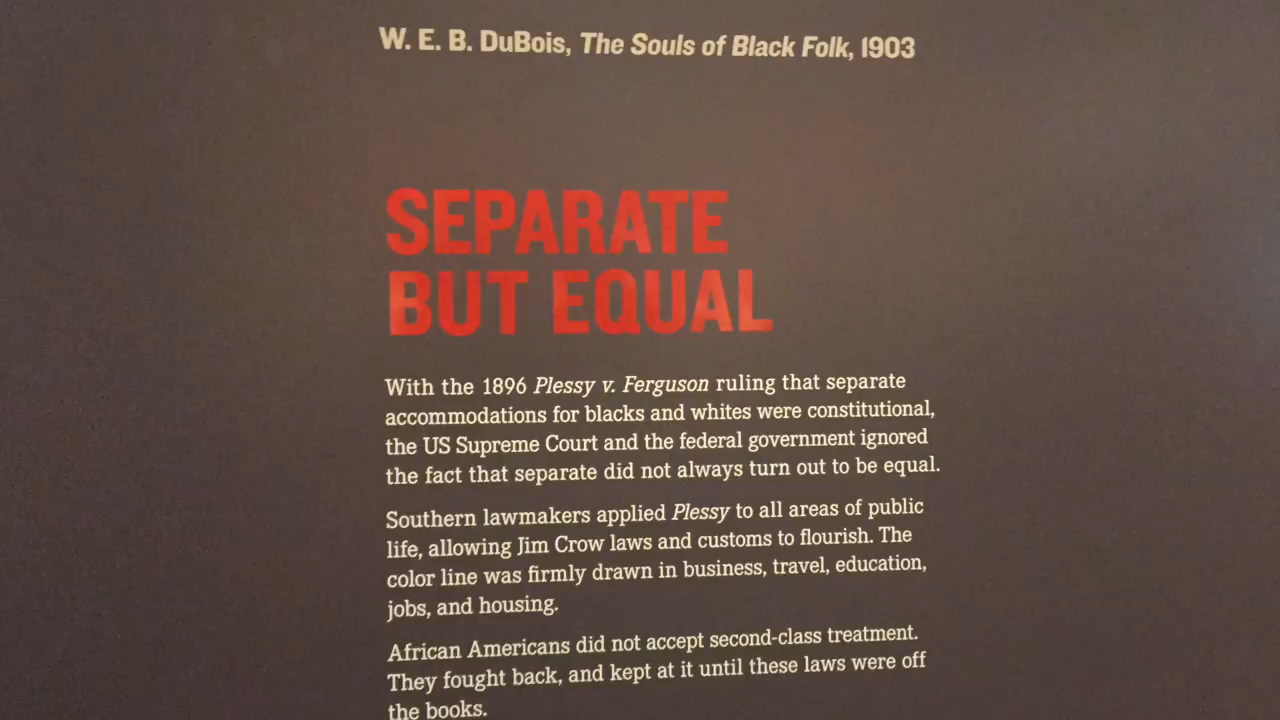 W. E. B. DuBois, The Souls of Black Folk, 1903
SEPARATE
BUT EQUAL
With the 1896 Plessy v. Ferguson ruling that separate
accommodations for blacks and whites were constitutional,
the US Supreme Court and the federal government ignored
the fact that separate did not always turn out to be equal.
Southern lawmakers applied Plessy to all areas of public
life, allowing Jim Crow laws and customs to flourish. The
color line was firmly drawn in business, travel, education,
jobs, and housing.
African Americans did not accept second-class treatment.
They fought back, and kept at it until these laws were off
the books.